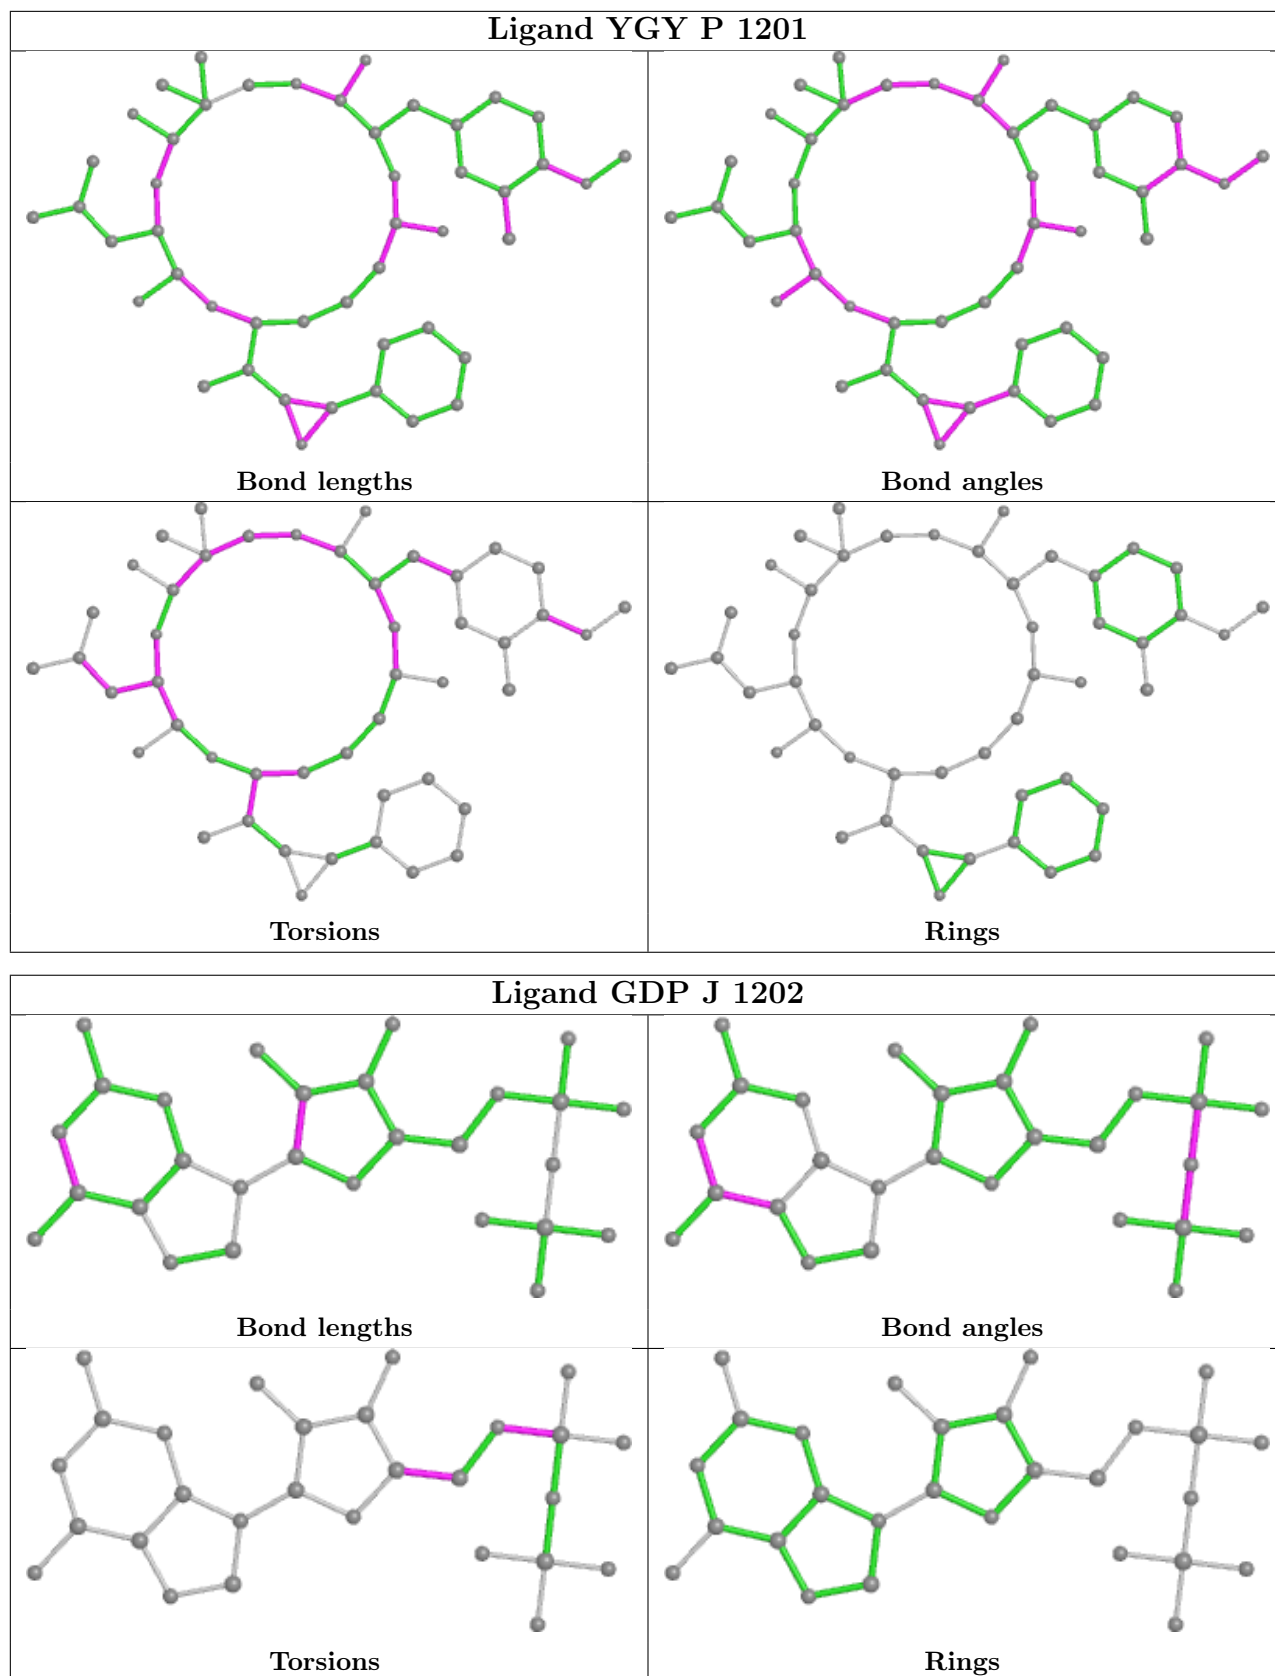 Ligand YGY P 1201
Bond lengths
Bond angles
Torsions
Rings
Ligand GDP J 1202
Bond lengths
Bond angles
Torsions
Rings